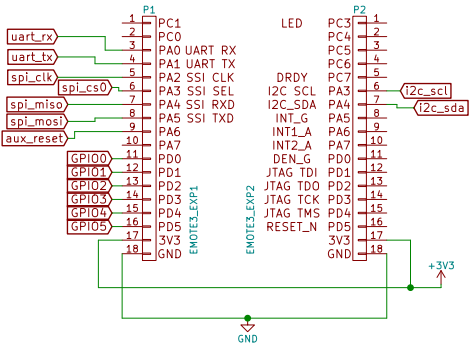 P1 P2
1 PC1 LED PC3 1
2 PC0 PC4 2
uart_rx 3 PA0 UART RX PC5 3
uart_tx 4 PA1 UART TX PC6 4
spi_clk 5 PA2 SSI CLK DRDY PC7 5
spi_cs0 6 PA3 SSI SEL I2C SCL PA3 6 i2c_scl
spi_miso 7 PA4 SSI RXD I2C_SDA PA4 7 i2c_sda
spi_mosi 8 PA5 SSI TXD INT_G PA5 8
aux_reset 9 PA6 INT1_A PA6 9
10 PA7 INT2_A PA7 10
GPIO0 11 PD0 DEN_G PD0 11
GPIO1 12 PD1 JTAG TDI PD1 12
GPIO2 13 PD2 JTAG TDO PD2 13
GPIO3 14 PD3 JTAG TCK PD3 14
GPIO4 15 PD4 JTAG TMS PD4 15
GPIO5 16 PD5 RESET_N PD5 16
17 3V3 3V3 17
18 GND GND 18
EMOTE3_EXP1
EMOTE3_EXP2
+3V3
GND